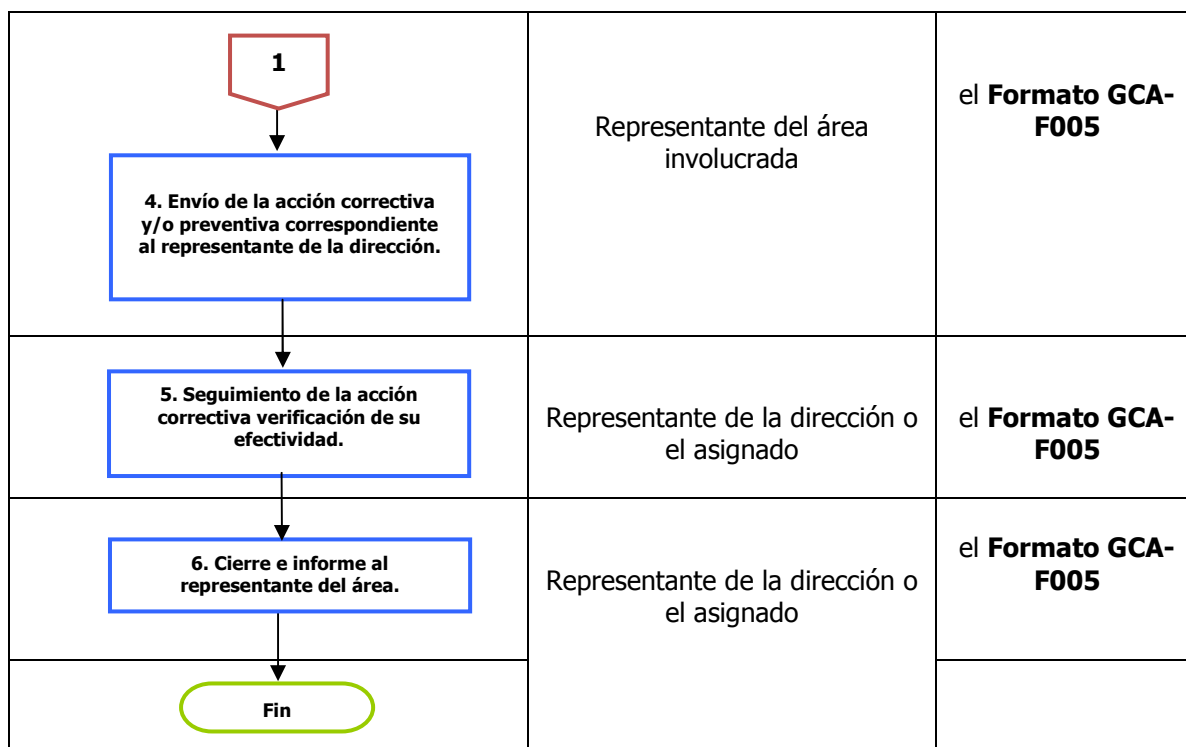 1
4. Envío de la acción correctiva
y/o preventiva correspondiente
al representante de la dirección.
Representante del área
involucrada
el Formato GCA-
F005
5. Seguimiento de la acción
correctiva verificación de su
efectividad.
Representante de la dirección o
el asignado
el Formato GCA-
F005
6. Cierre e informe al
representante del área.
Representante de la dirección o
el asignado
el Formato GCA-
F005
Fin